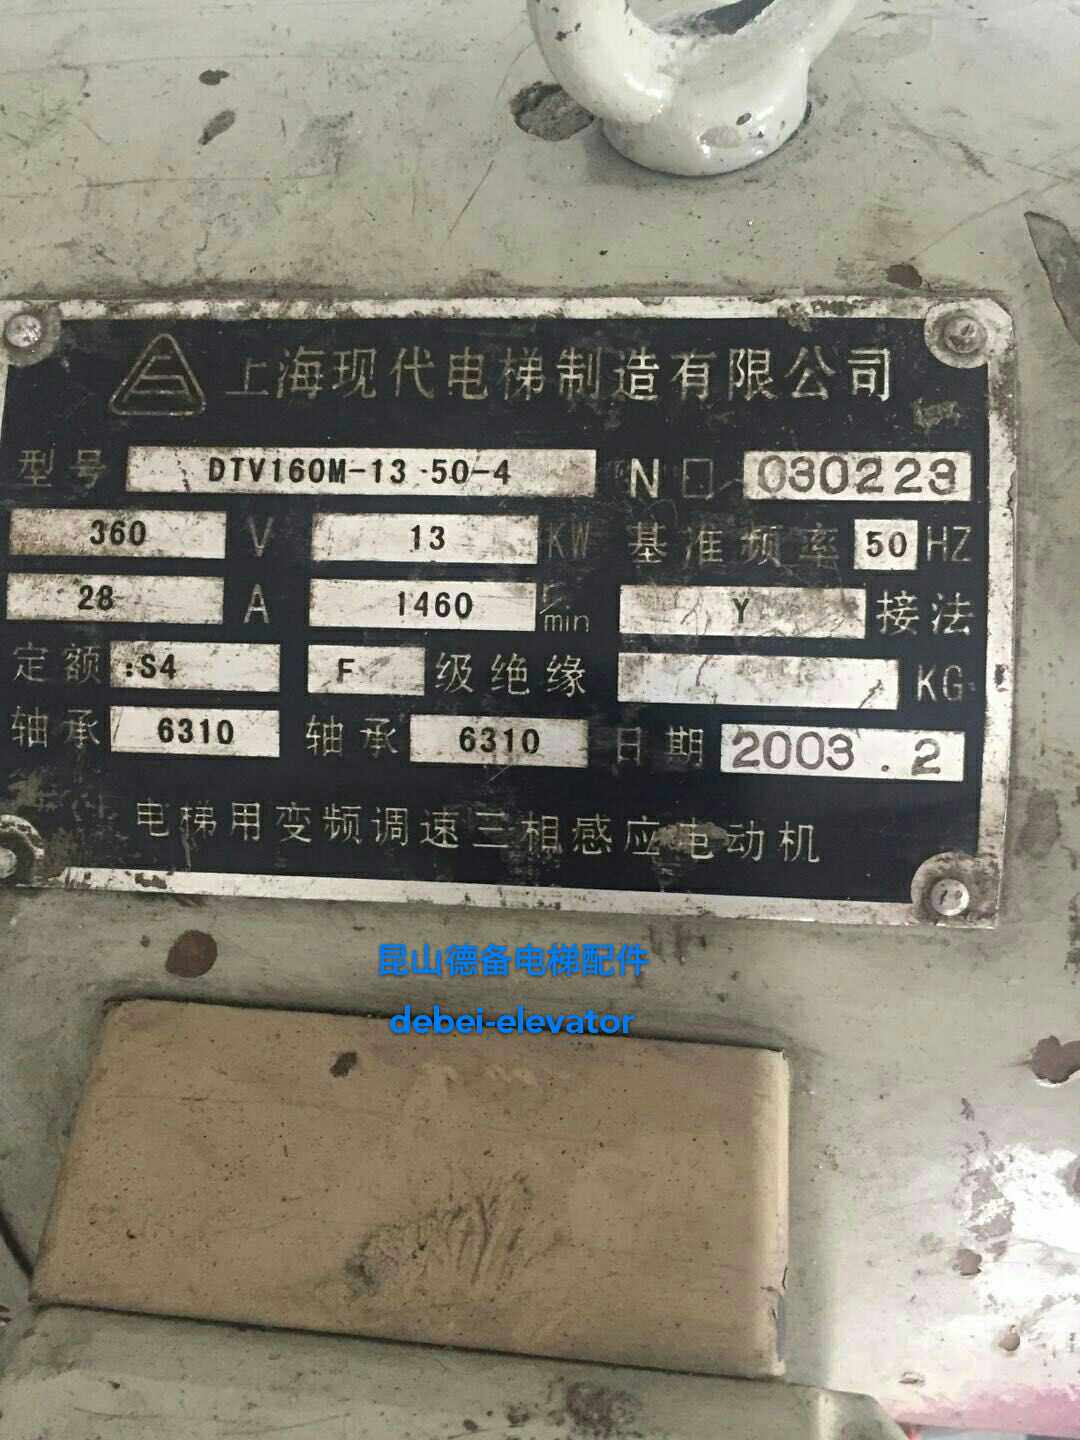 上海现代电梯制造有限公司
型号 DTV160M-13 50-4 N□ 030223
360 V 13 KW 基准频率 50 HZ
28 A 1460 r/min Y 接法
定额 :S4 F 级绝缘 KG
轴承 6310 轴承 6310 日期 2003.2
电梯用变频调速三相感应电动机
昆山德备电梯配件
debei-elevator